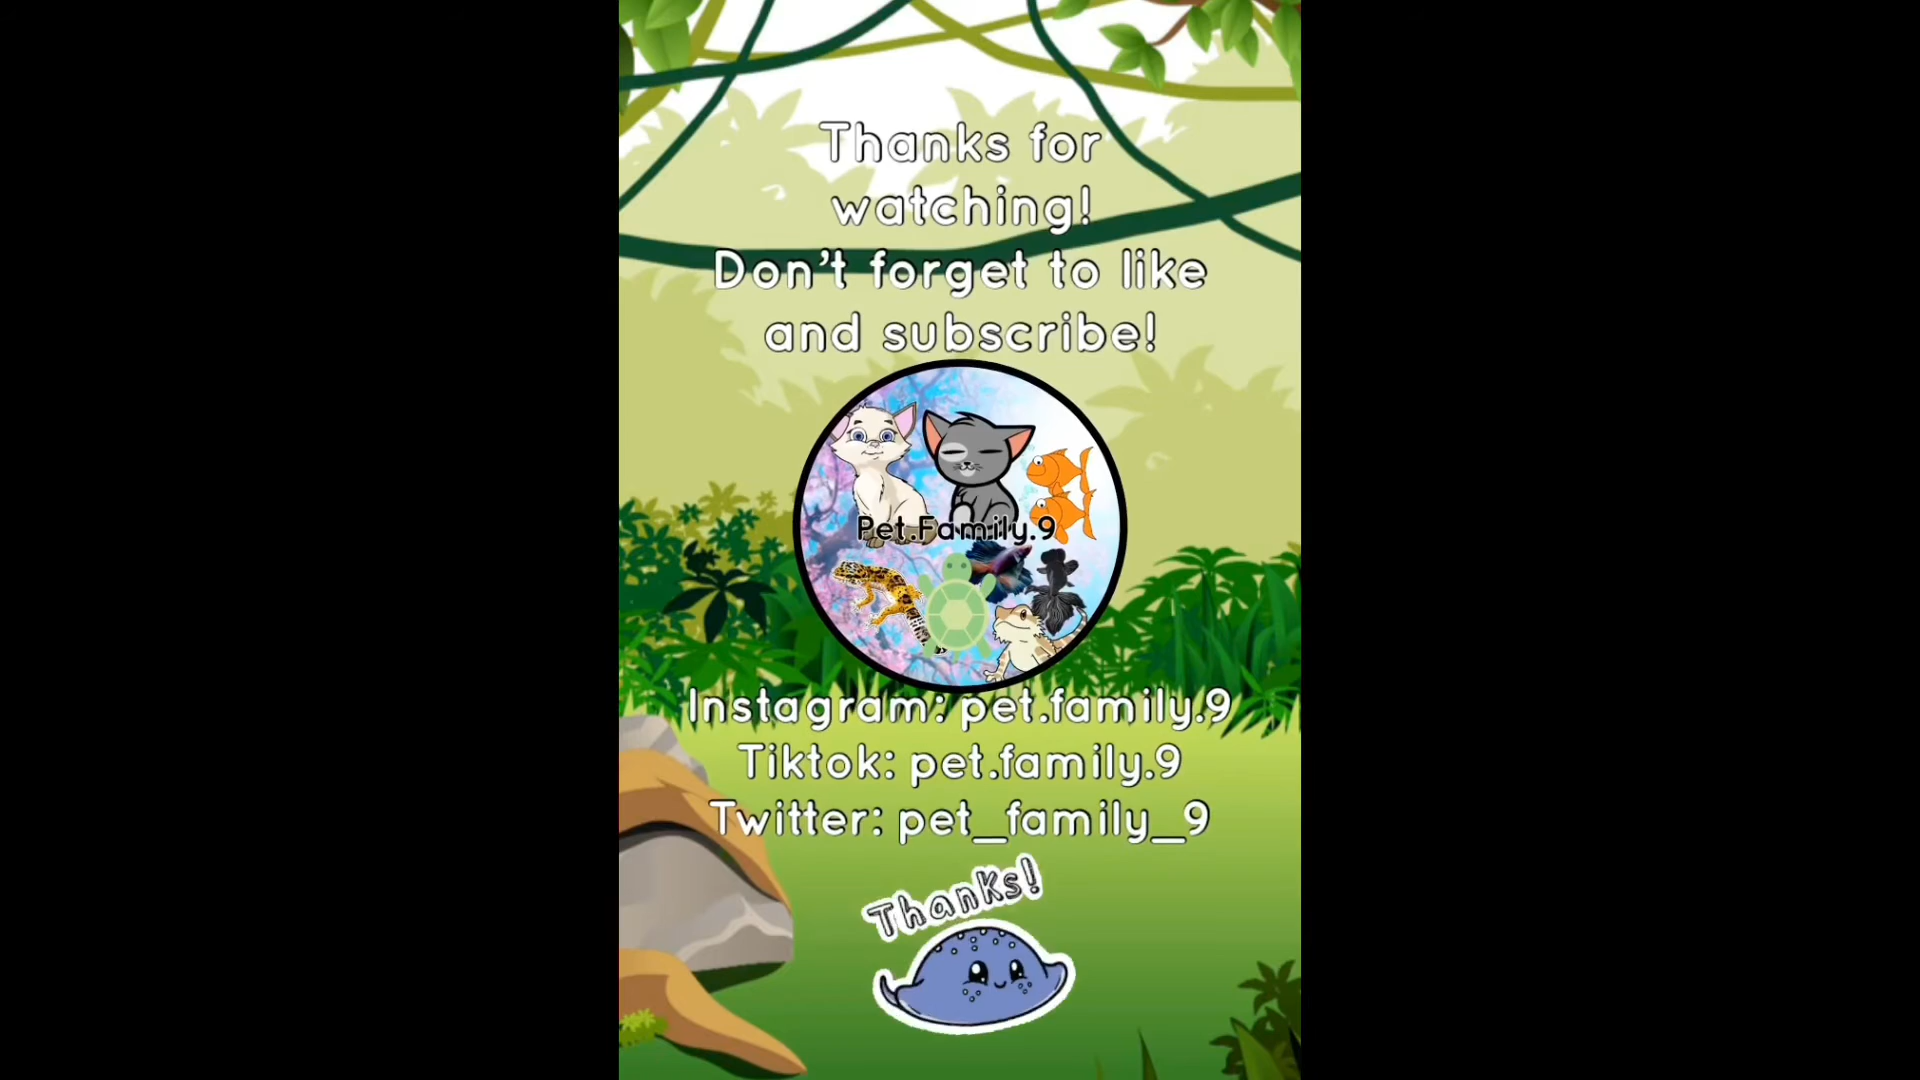 Thanks for
watching!
Don't forget to like
and subscribe!
Pet.Family.9
Instagram: pet.family.9
Tiktok: pet.family.9
Twitter: pet_family_9
Thanks!